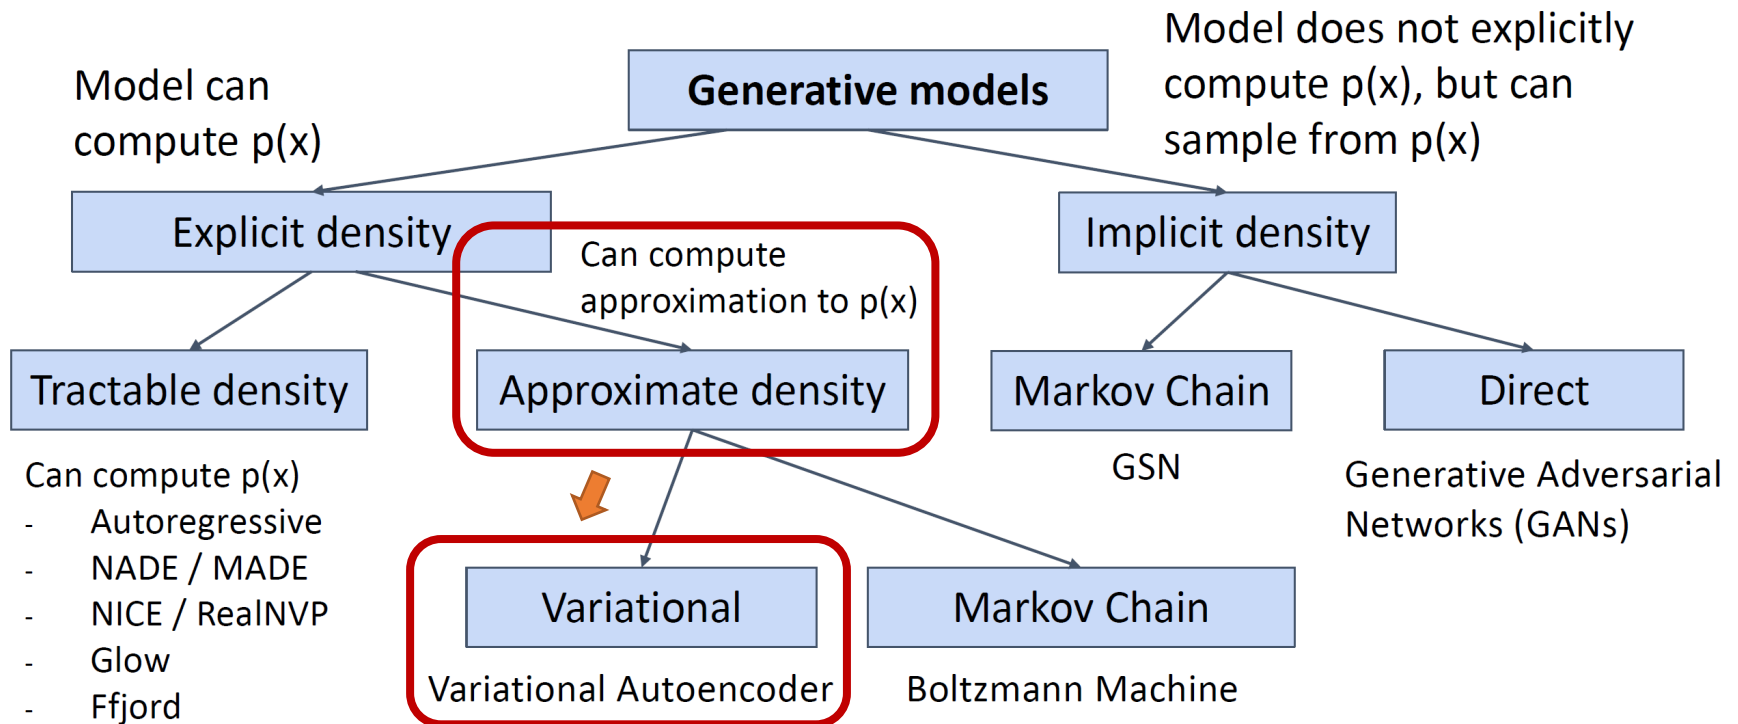 Generative models
Model can
compute p(x)
Model does not explicitly
compute p(x), but can
sample from p(x)
Explicit density
Can compute
approximation to p(x)
Implicit density
Tractable density
Approximate density
Markov Chain
Direct
Can compute p(x)
- Autoregressive
- NADE / MADE
- NICE / RealNVP
- Glow
- Ffjord
GSN
Generative Adversarial
Networks (GANs)
Variational
Markov Chain
Variational Autoencoder
Boltzmann Machine